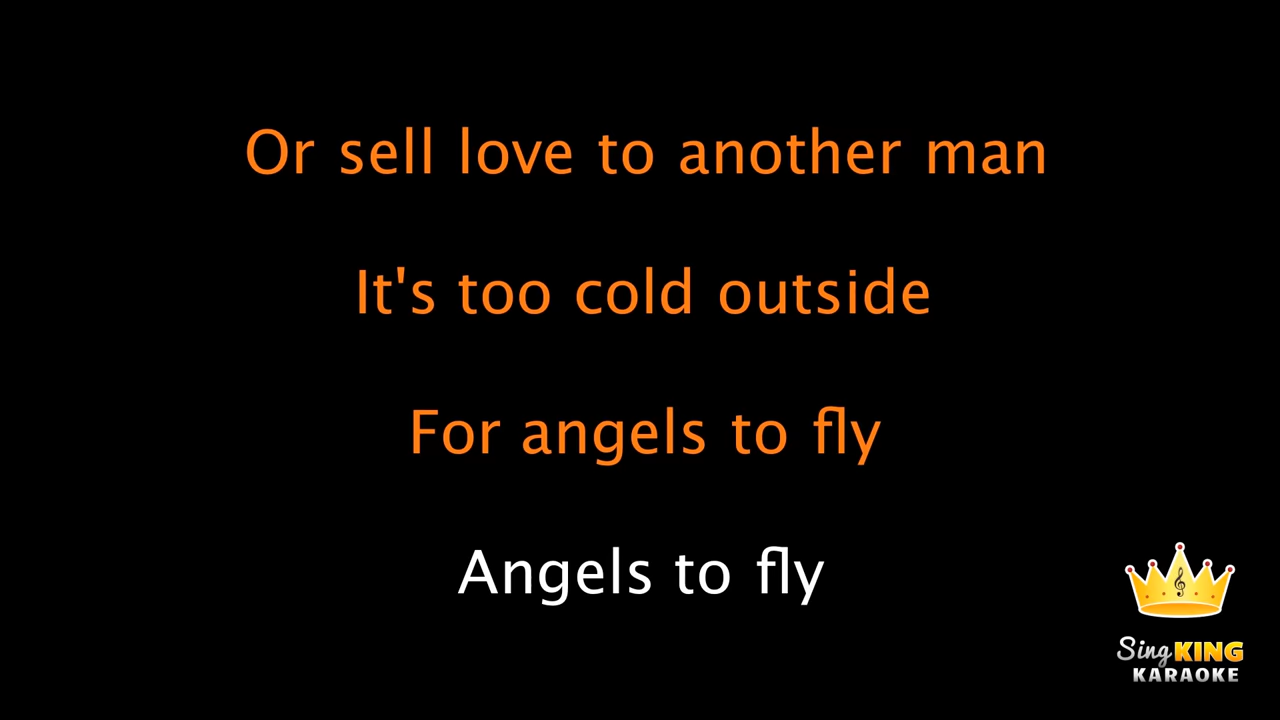 Or sell love to another man
It's too cold outside
For angels to fly
Angels to fly
Sing KING
KARAOKE